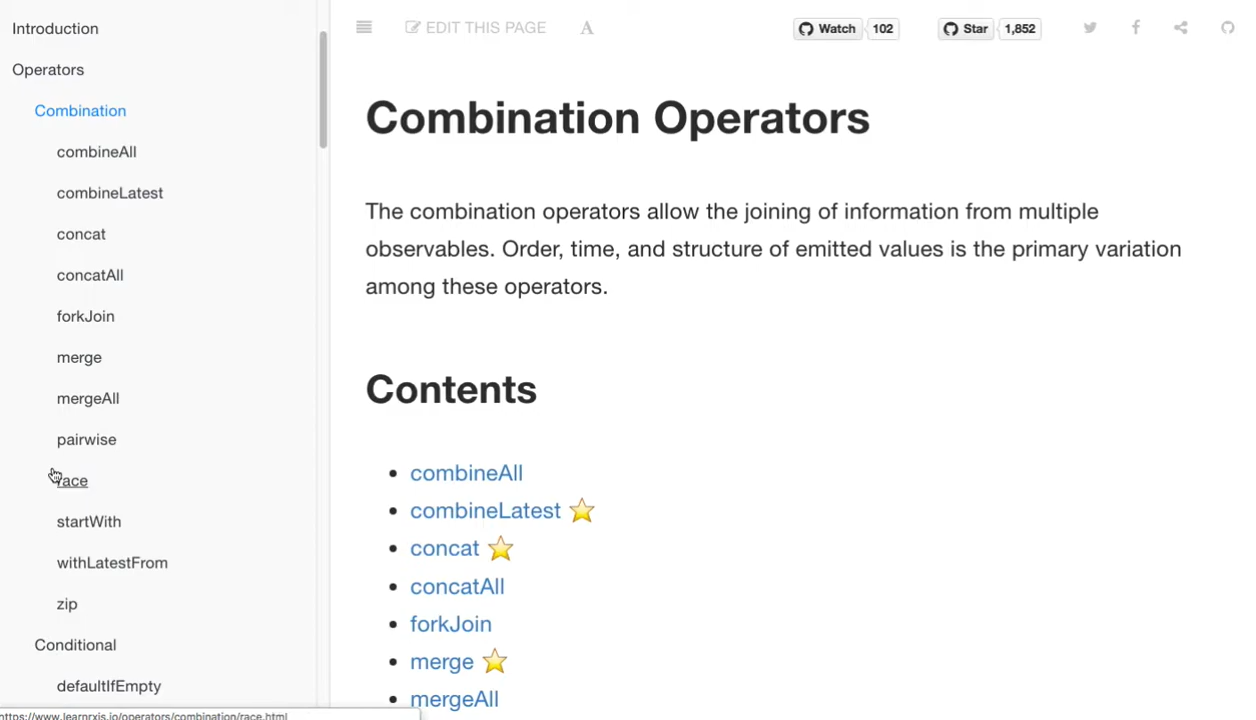 Introduction
Operators
Combination
combineAll
combineLatest
concat
concatAll
forkJoin
merge
mergeAll
pairwise
race
startWith
withLatestFrom
zip
Conditional
defaultIfEmpty
https://www.learnrxjs.io/operators/combination/race.html
EDIT THIS PAGE
A
Watch 102
Star 1,852
Combination Operators
The combination operators allow the joining of information from multiple
observables. Order, time, and structure of emitted values is the primary variation
among these operators.
Contents
combineAll
combineLatest
concat
concatAll
forkJoin
merge
mergeAll